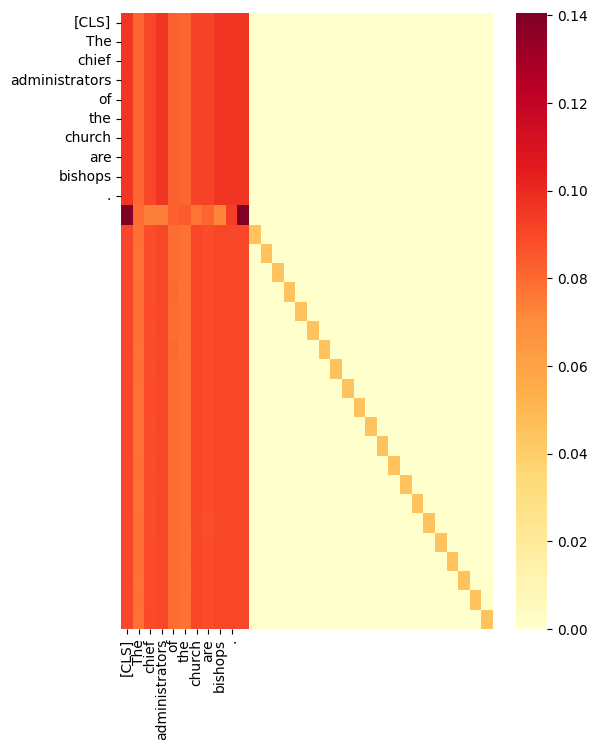 [CLS]
The
chief
administrators
of
the
church
are
bishops
.
0.14
0.12
0.10
0.08
0.06
0.04
0.02
0.00
[CLS]
The
chief
administrators
of
the
church
are
bishops
.